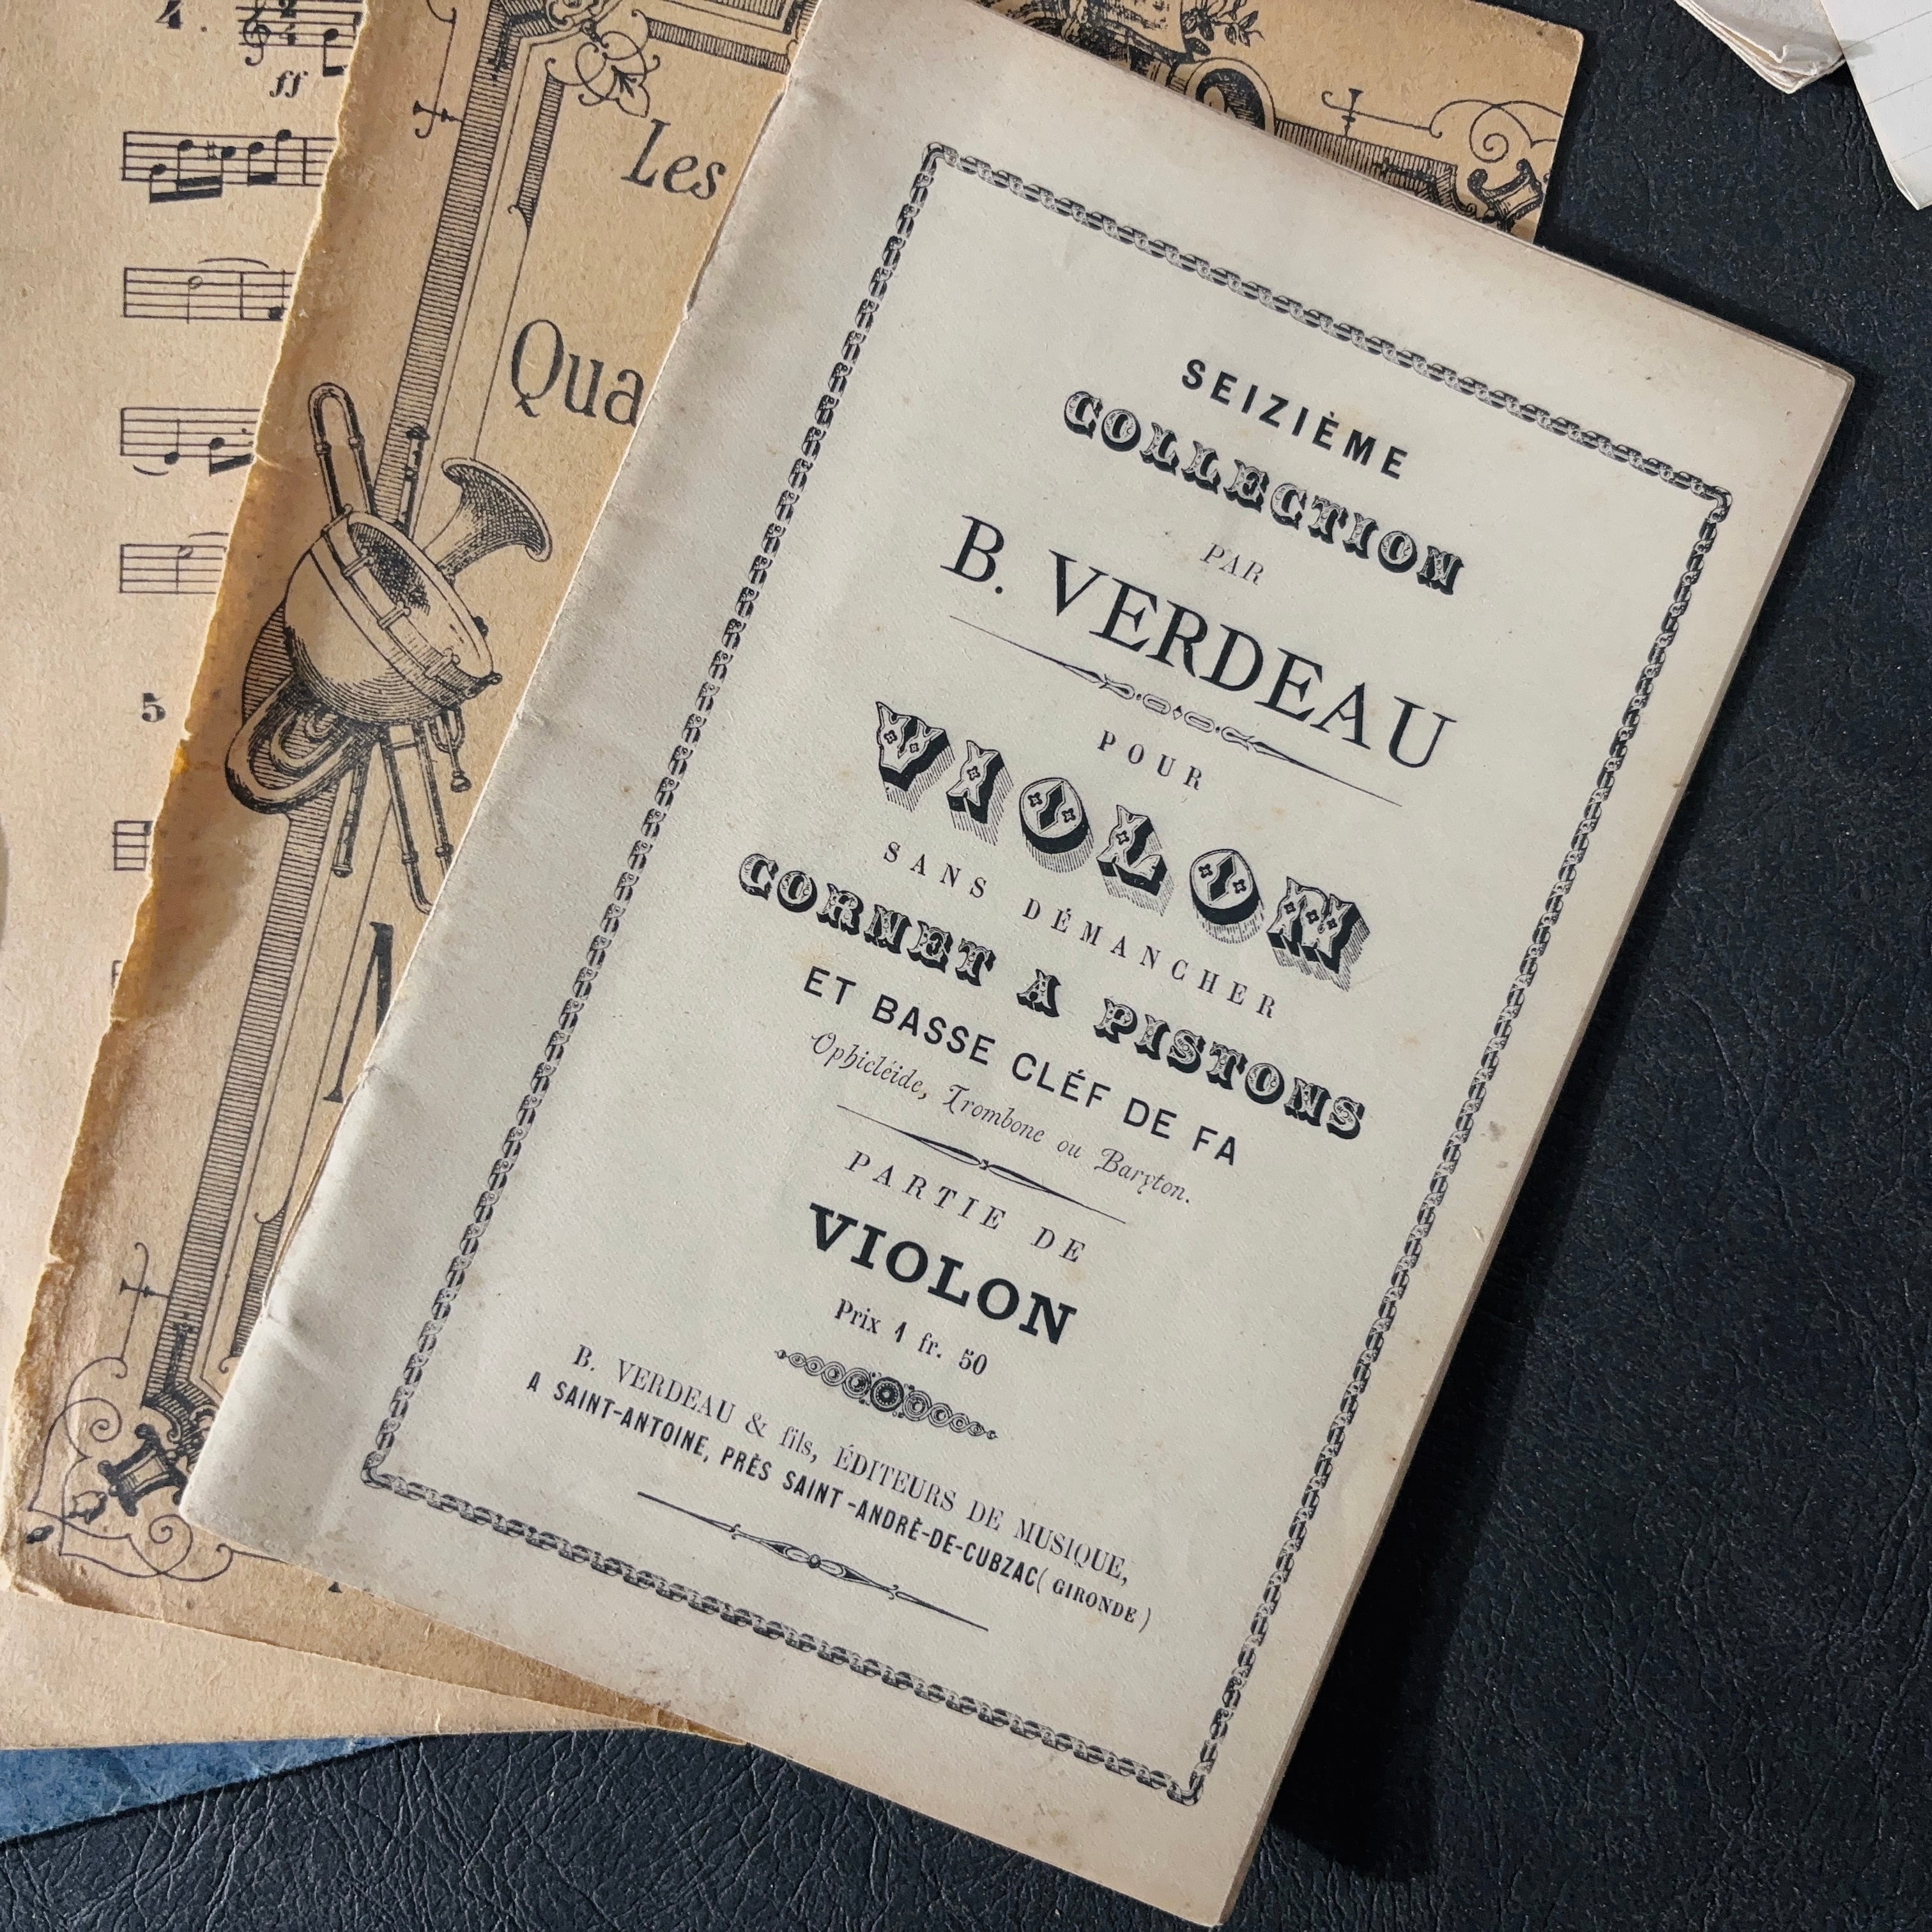 4.
ff
5
Les
Qua
SEIZIÈME
COLLECTION
PAR
B. VERDEAU
POUR
VIOLON
SANS DÉMANCHER
CORNET A PISTONS
ET BASSE CLÉF DE FA
Ophicléide, Trombone ou Baryton.
PARTIE DE
VIOLON
Prix 1 fr. 50
B. VERDEAU & fils, ÉDITEURS DE MUSIQUE,
A SAINT-ANTOINE, PRÈS SAINT-ANDRÈ-DE-CUBZAC (GIRONDE)